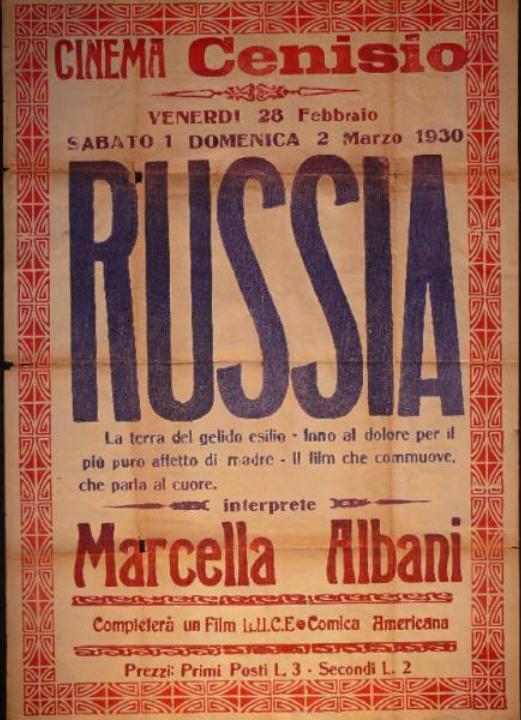 CINEMA Cenisio
VENERDI 28 Febbraio
SABATO 1 DOMENICA 2 Marzo 1930
RUSSIA
La terra del gelido esilio - Inno al dolore per il
più puro affetto di madre - Il film che commuove,
che parla al cuore.
interprete
Marcella Albani
Completerà un Film L.U.C.E. e Comica Americana
Prezzi: Primi Posti L. 3 - Secondi L. 2